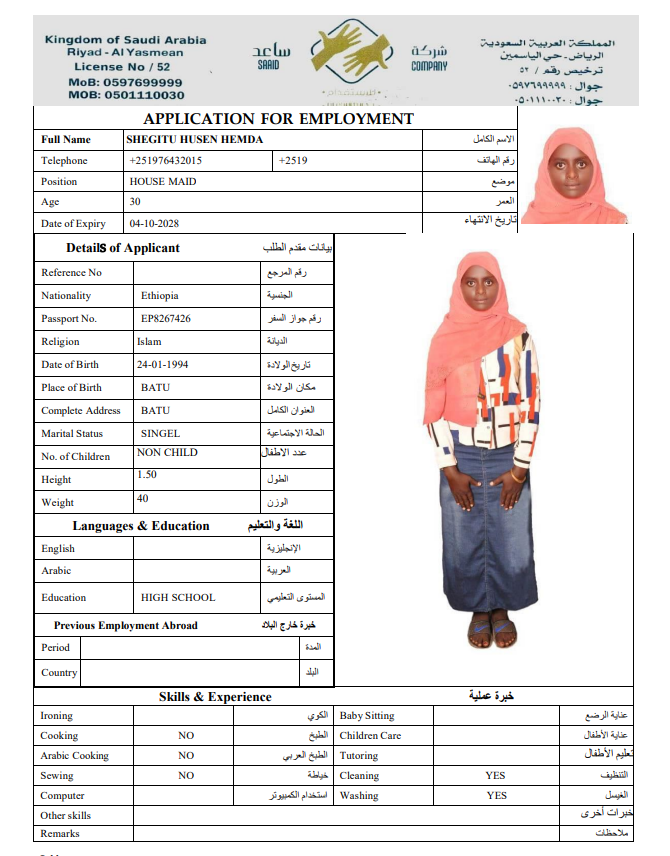 Kingdom of Saudi Arabia
Riyad - Al Yasmean
License No / 52
MoB: 0597699999
MOB: 0501110030
ساعد
SAAID
شركة
COMPANY
للإستقدام
المملكة العربية السعودية
الرياض . حي الياسمين
ترخيص رقم / ٥٢
جوال : ٠٥٩٧٦٩٩٩٩٩
جوال : ٠٥٠١١١٠٠٣٠
APPLICATION FOR EMPLOYMENT
Full Name SHEGITU HUSEN HEMDA الاسم الكامل
Telephone +251976432015 +2519 رقم الهاتف
Position HOUSE MAID موضع
Age 30 العمر
Date of Expiry 04-10-2028 تاريخ الانتهاء
Details of Applicant بيانات مقدم الطلب
Reference No رقم المرجع
Nationality Ethiopia الجنسية
Passport No. EP8267426 رقم جواز السفر
Religion Islam الديانة
Date of Birth 24-01-1994 تاريخ الولادة
Place of Birth BATU مكان الولادة
Complete Address BATU العنوان الكامل
Marital Status SINGEL الحالة الاجتماعية
No. of Children NON CHILD عدد الاطفال
Height 1.50 الطول
Weight 40 الوزن
Languages & Education اللغة والتعليم
English الإنجليزية
Arabic العربية
Education HIGH SCHOOL المستوى التعليمي
Previous Employment Abroad خبرة خارج البلاد
Period المدة
Country البلد
Skills & Experience خبرة عملية
Ironing الكوي Baby Sitting عناية الرضع
Cooking NO الطبخ Children Care عناية الأطفال
Arabic Cooking NO الطبخ العربي Tutoring تعليم الأطفال
Sewing NO خياطة Cleaning YES التنظيف
Computer استخدام الكمبيوتر Washing YES الغسيل
Other skills خبرات أخرى
Remarks ملاحظات